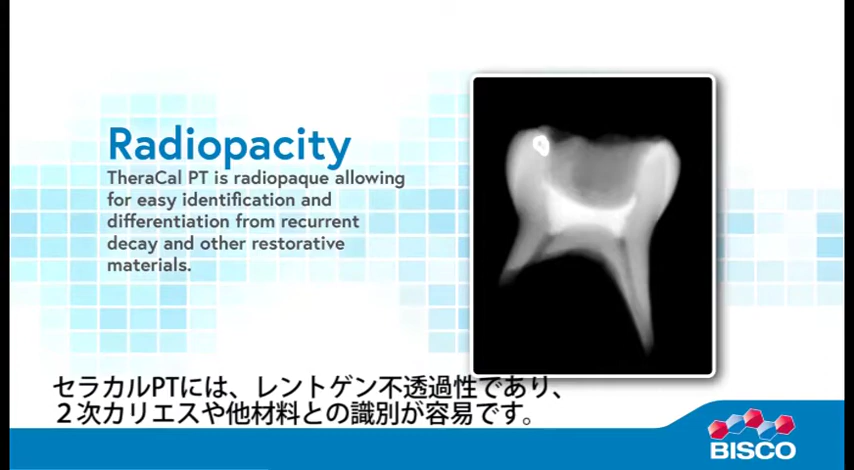 Radiopacity
TheraCal PT is radiopaque allowing
for easy identification and
differentiation from recurrent
decay and other restorative
materials.
セラカルPTには、レントゲン不透過性であり、
２次カリエスや他材料との識別が容易です。
BISCO